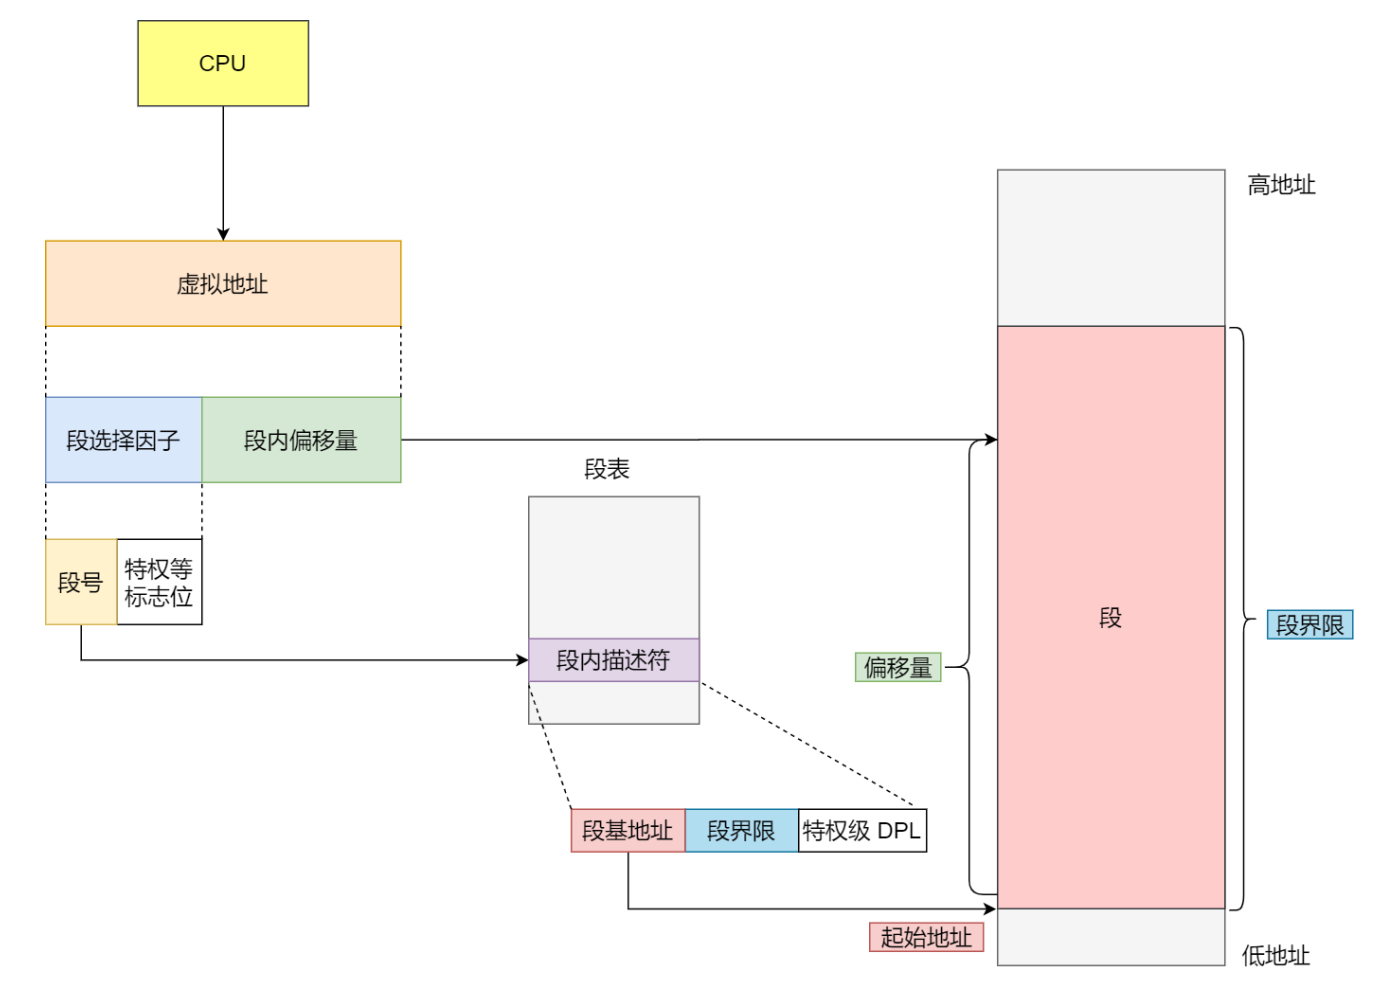 CPU
高地址
虚拟地址
段选择因子
段内偏移量
段表
段号
特权等
标志位
段
段界限
段内描述符
偏移量
段基地址
段界限
特权级 DPL
起始地址
低地址